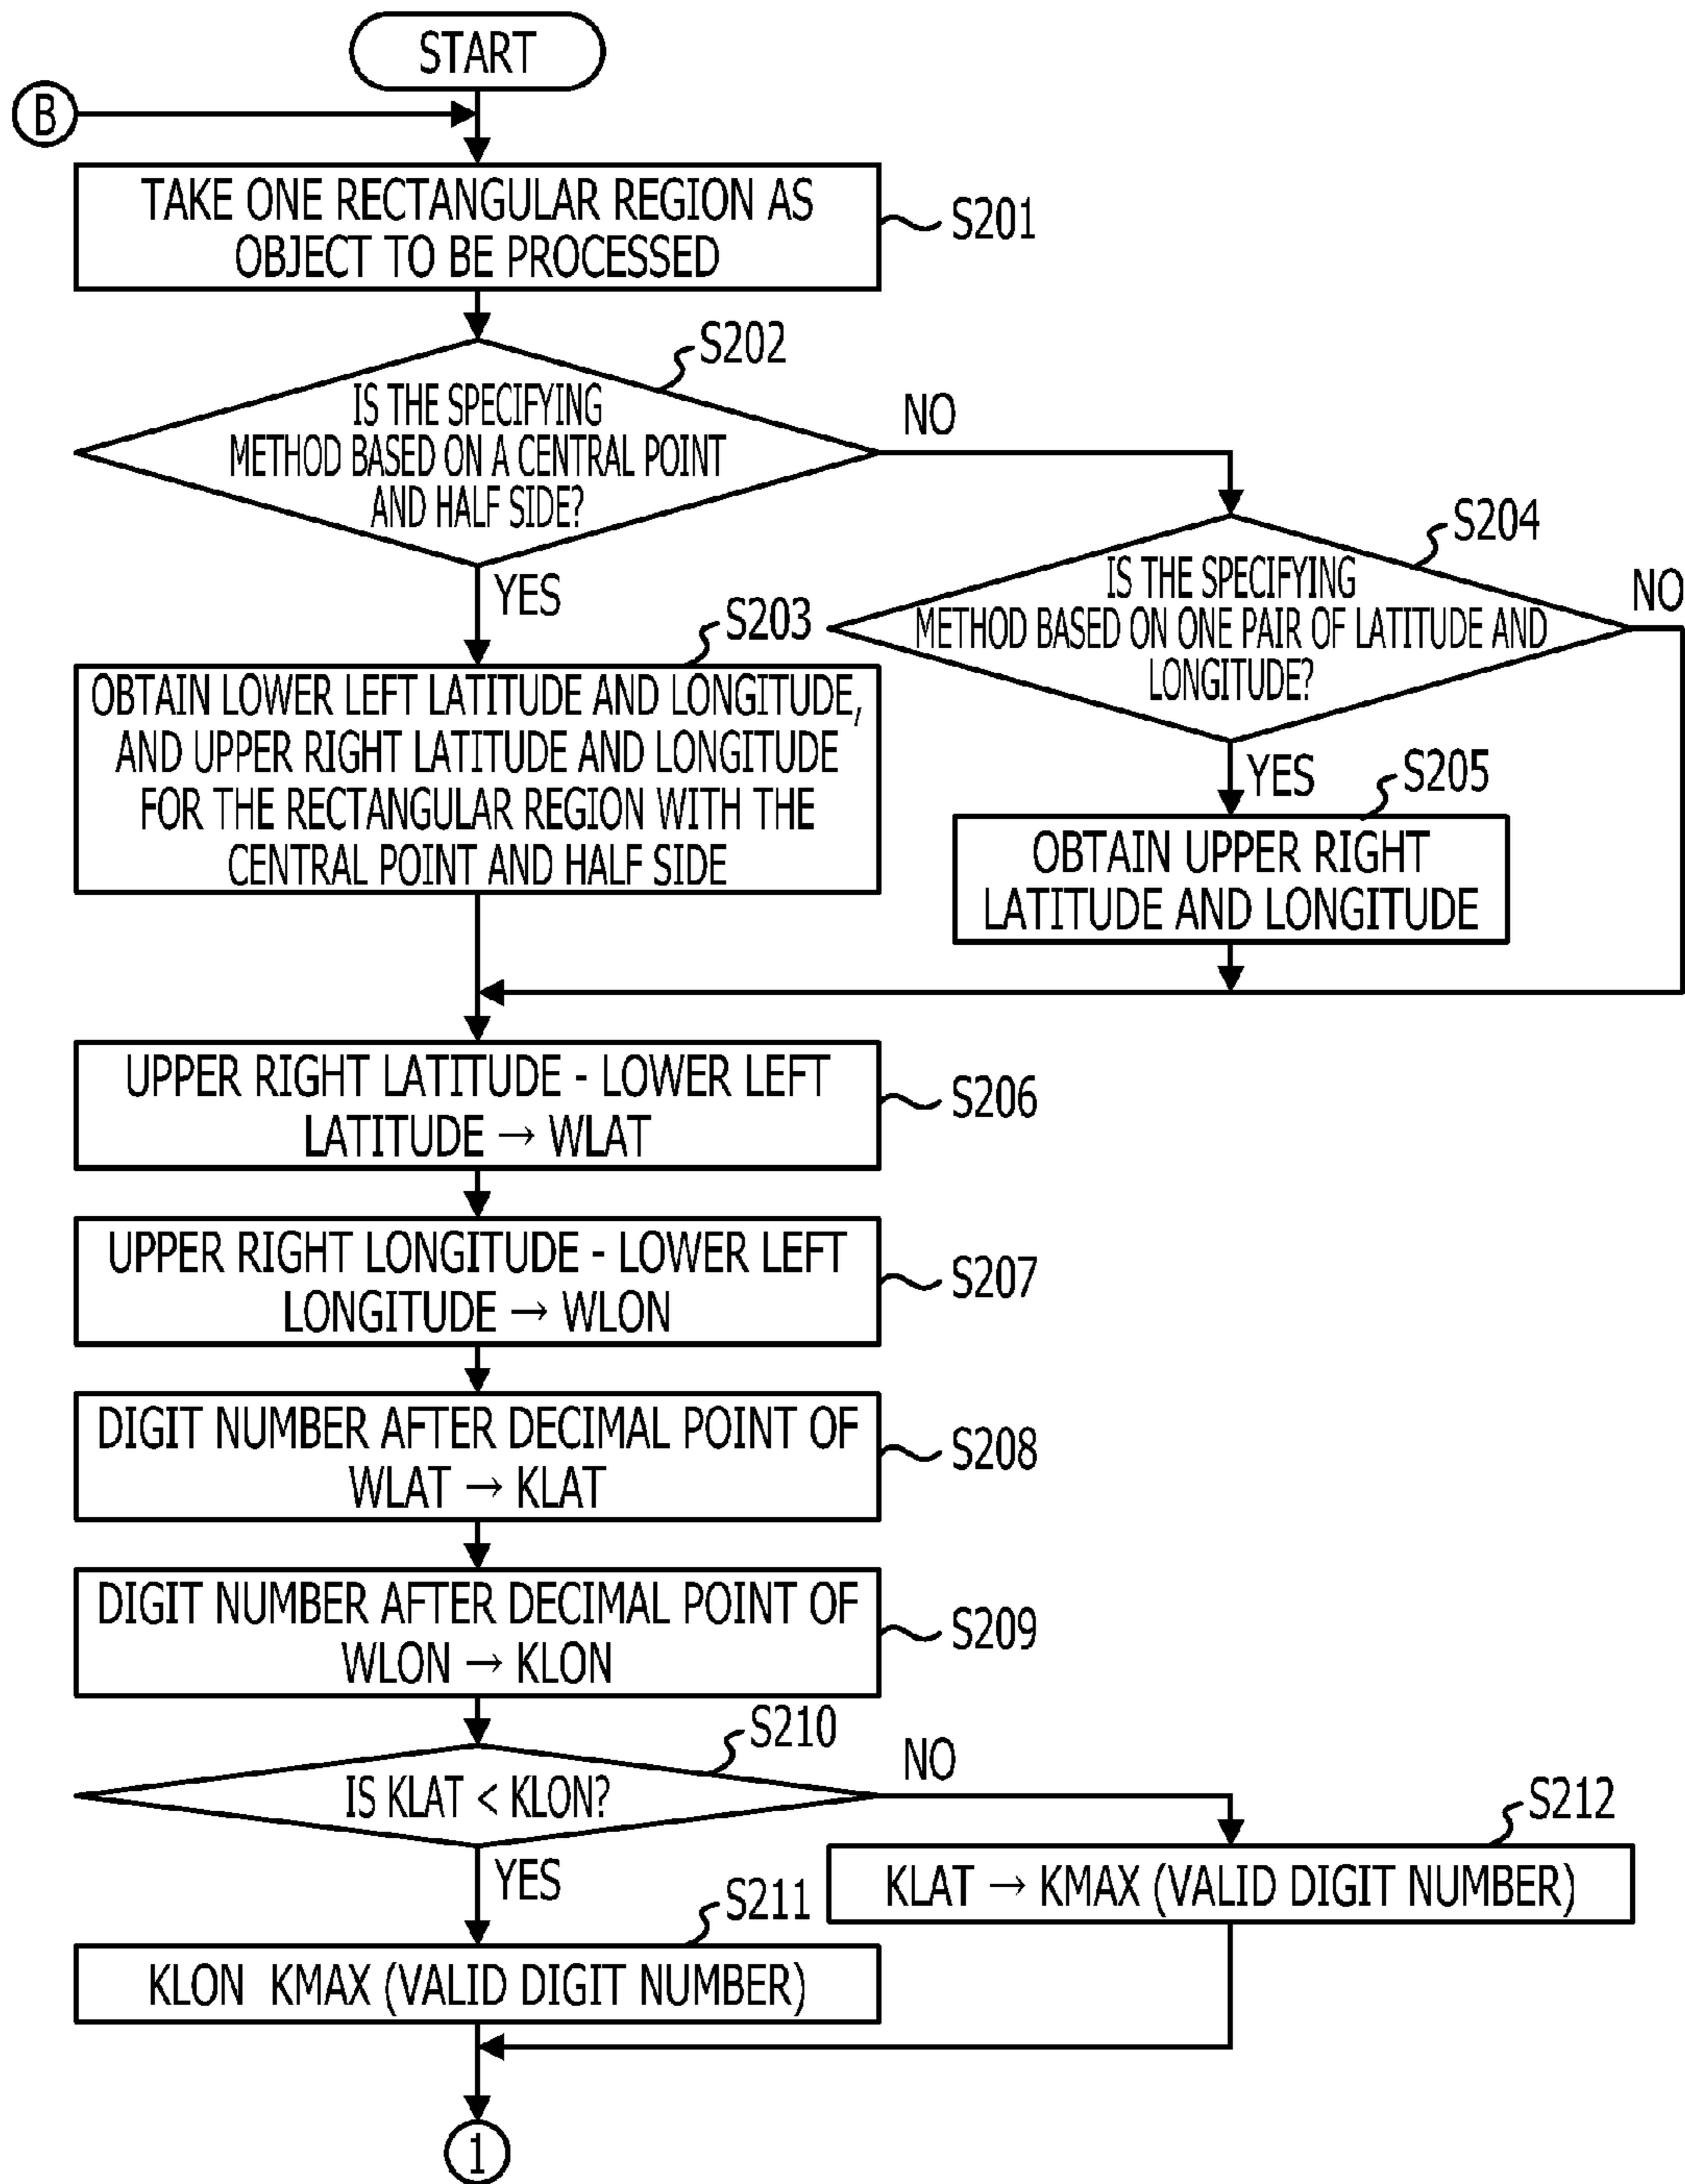 START
B
TAKE ONE RECTANGULAR REGION AS
OBJECT TO BE PROCESSED
S201
S202
IS THE SPECIFYING
METHOD BASED ON A CENTRAL POINT
AND HALF SIDE?
NO
YES
S204
IS THE SPECIFYING
METHOD BASED ON ONE PAIR OF LATITUDE AND
LONGITUDE?
NO
YES
S203
OBTAIN LOWER LEFT LATITUDE AND LONGITUDE,
AND UPPER RIGHT LATITUDE AND LONGITUDE
FOR THE RECTANGULAR REGION WITH THE
CENTRAL POINT AND HALF SIDE
S205
OBTAIN UPPER RIGHT
LATITUDE AND LONGITUDE
UPPER RIGHT LATITUDE - LOWER LEFT
LATITUDE → WLAT
S206
UPPER RIGHT LONGITUDE - LOWER LEFT
LONGITUDE → WLON
S207
DIGIT NUMBER AFTER DECIMAL POINT OF
WLAT → KLAT
S208
DIGIT NUMBER AFTER DECIMAL POINT OF
WLON → KLON
S209
S210
IS KLAT < KLON?
NO
YES
S212
KLAT → KMAX (VALID DIGIT NUMBER)
S211
KLON KMAX (VALID DIGIT NUMBER)
1